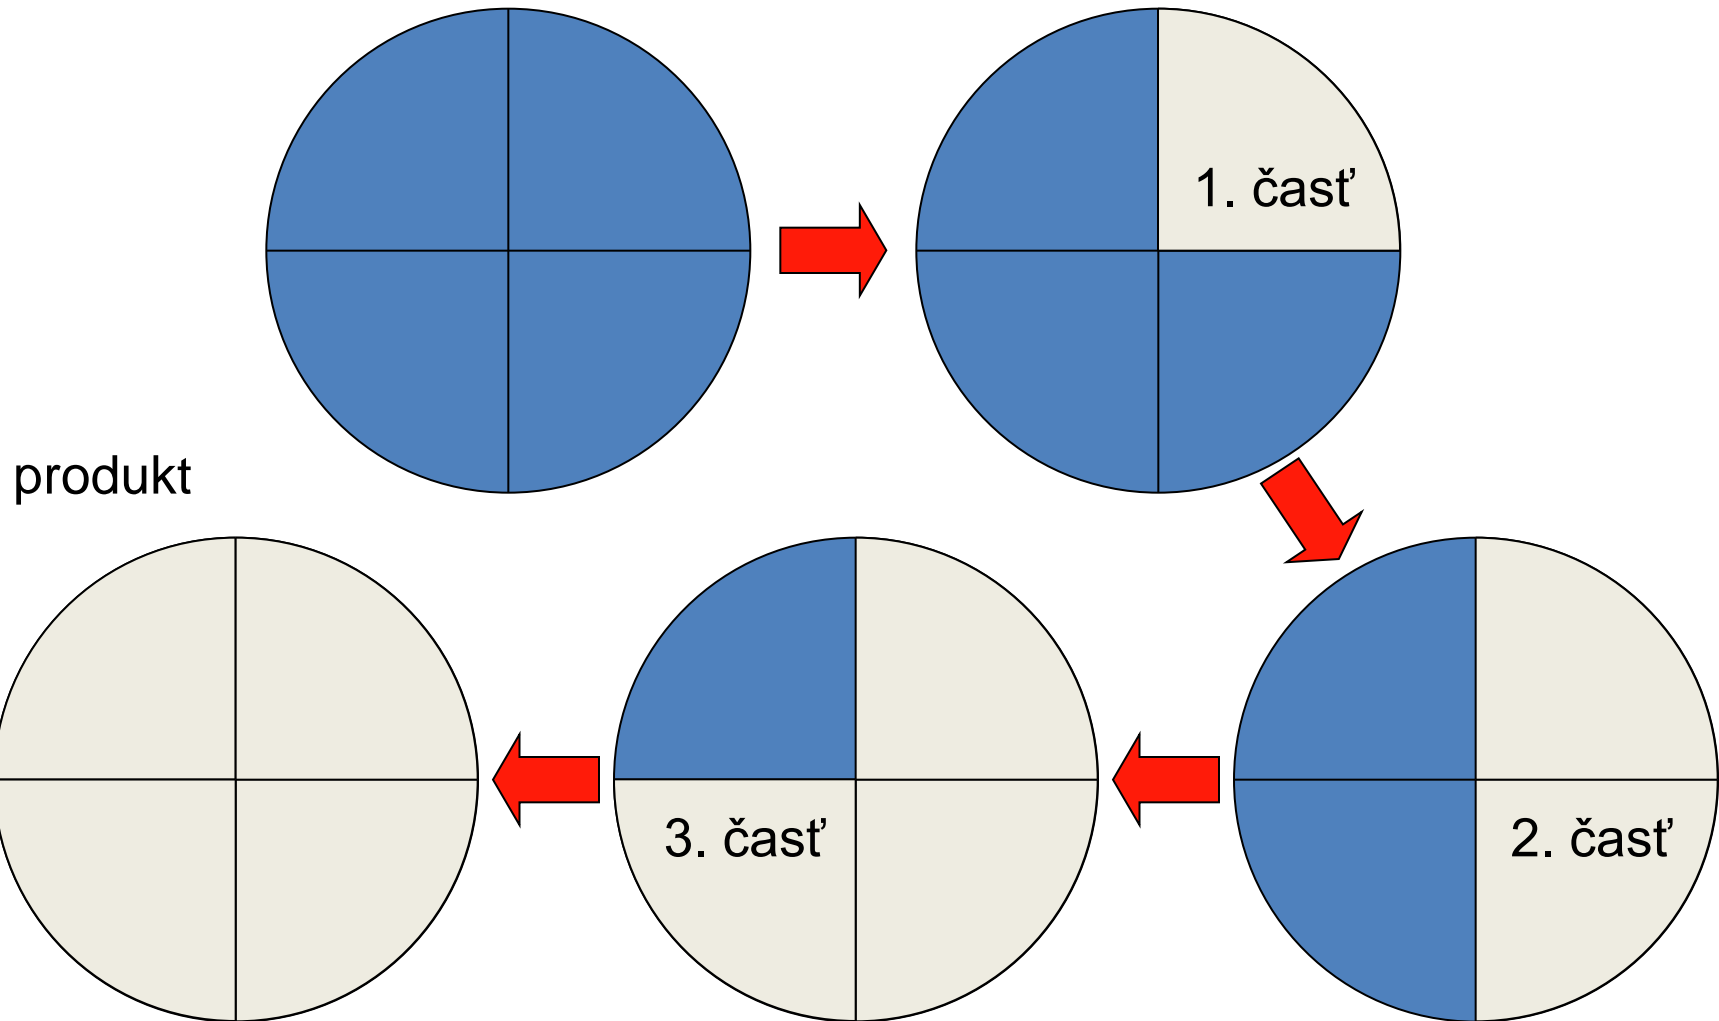 1. časť
produkt
3. časť
2. časť